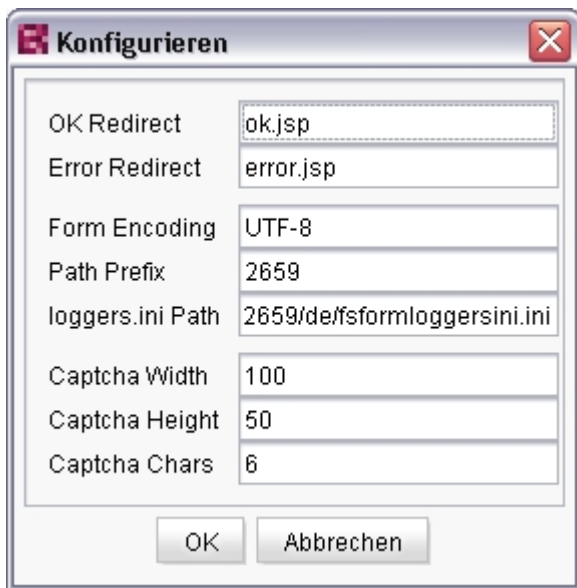 Konfigurieren
OK Redirect ok.jsp
Error Redirect error.jsp
Form Encoding UTF-8
Path Prefix 2659
loggers.ini Path 2659/de/fsformloggersini.ini
Captcha Width 100
Captcha Height 50
Captcha Chars 6
OK Abbrechen